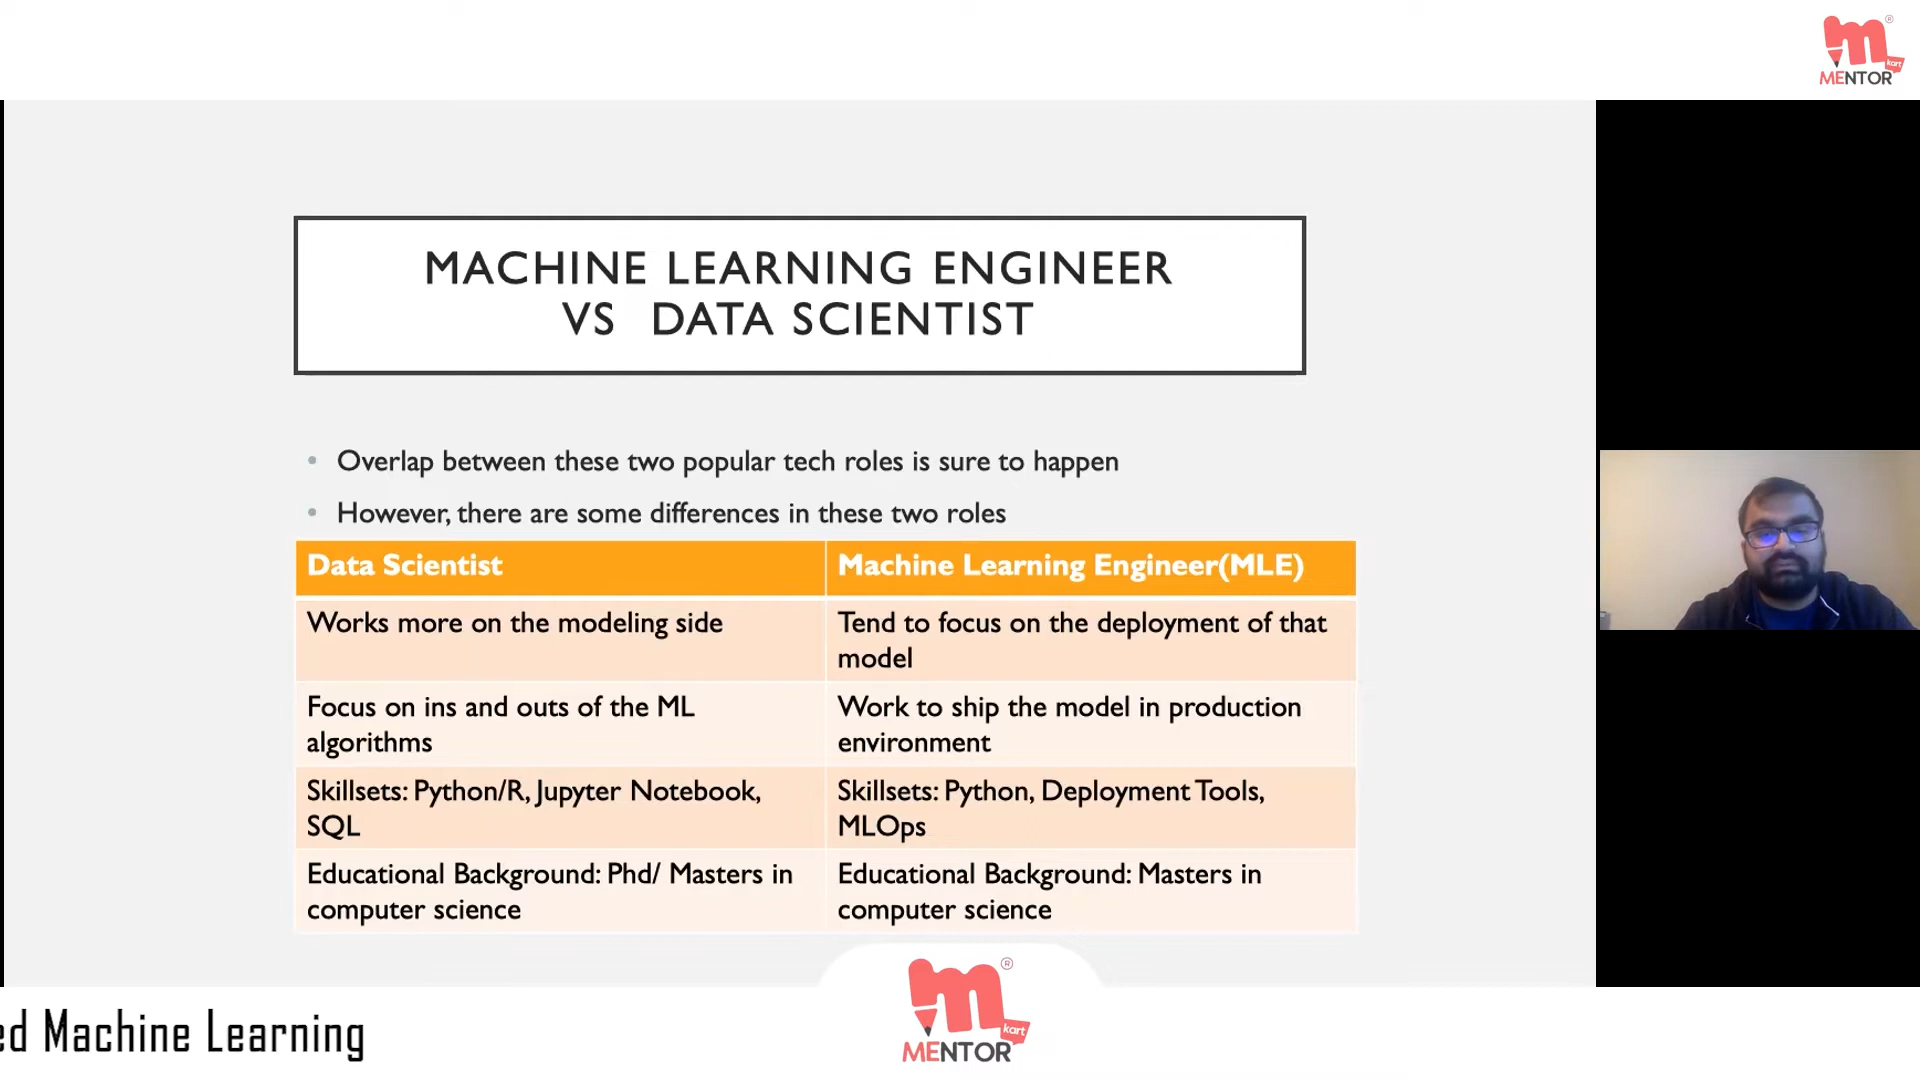 m
kart
MENTOR
MACHINE LEARNING ENGINEER
VS DATA SCIENTIST
• Overlap between these two popular tech roles is sure to happen
• However, there are some differences in these two roles
Data Scientist
Machine Learning Engineer(MLE)
Works more on the modeling side
Tend to focus on the deployment of that
model
Focus on ins and outs of the ML
algorithms
Work to ship the model in production
environment
Skillsets: Python/R, Jupyter Notebook,
SQL
Skillsets: Python, Deployment Tools,
MLOps
Educational Background: Phd/ Masters in
computer science
Educational Background: Masters in
computer science
ed Machine Learning
m
®
kart
MENTOR